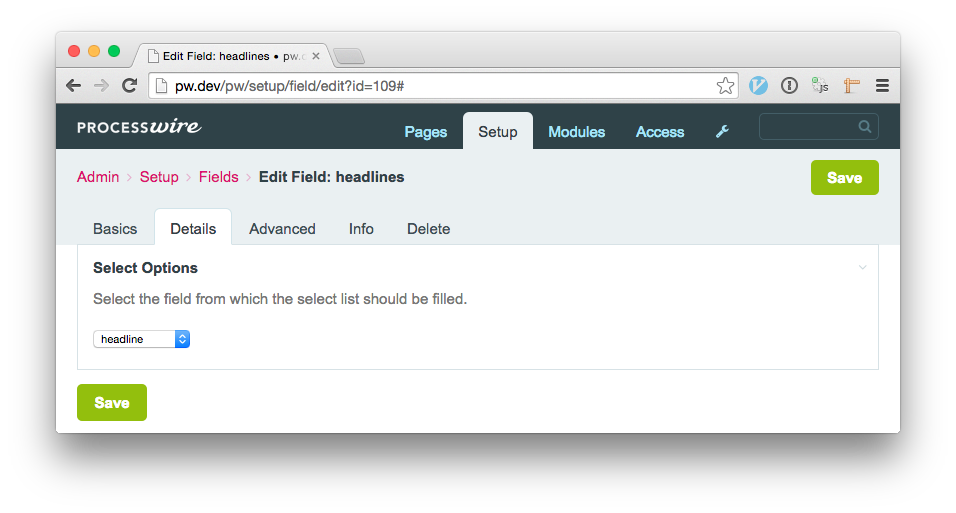 Edit Field: headlines • pw.c
pw.dev/pw/setup/field/edit?id=109#
js
PROCESSwire
Pages Setup Modules Access
Admin > Setup > Fields > Edit Field: headlines
Save
Basics Details Advanced Info Delete
Select Options
Select the field from which the select list should be filled.
headline
Save